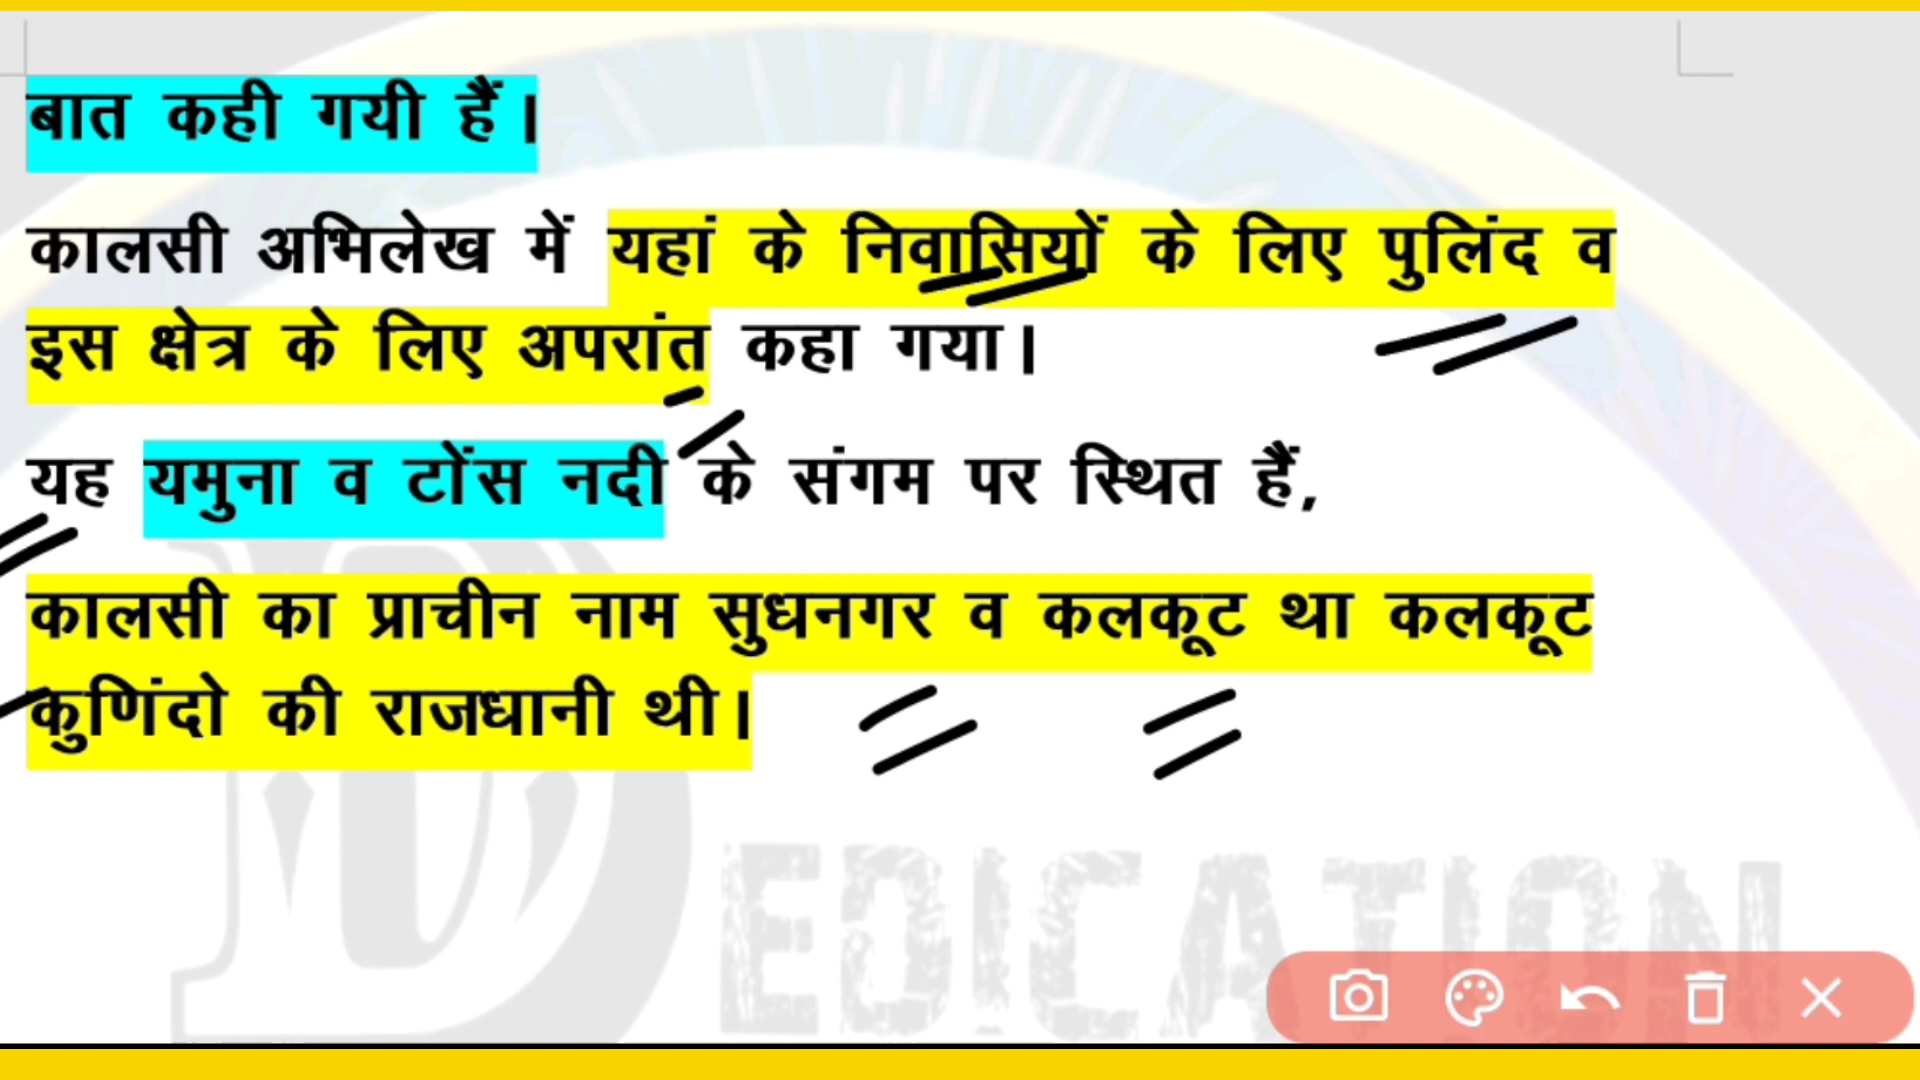 बात कही गयी हैं।
कालसी अभिलेख में यहां के निवासियों के लिए पुलिंद व
इस क्षेत्र के लिए अपरांत कहा गया।
यह यमुना व टोंस नदी के संगम पर स्थित हैं,
कालसी का प्राचीन नाम सुधनगर व कलकूट था कलकूट
कुणिंदो की राजधानी थी।
DEDICATION